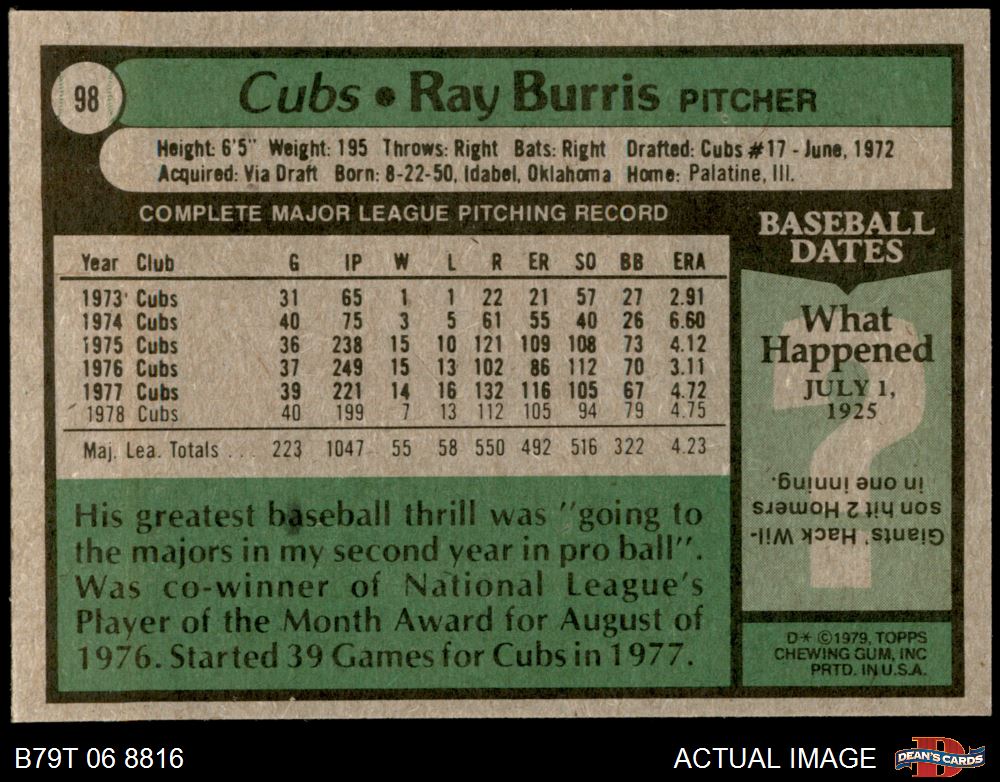 98
Cubs • Ray Burris PITCHER
Height: 6'5" Weight: 195 Throws: Right Bats: Right Drafted: Cubs #17 - June, 1972
Acquired: Via Draft Born: 8-22-50, Idabel, Oklahoma Home: Palatine, Ill.
COMPLETE MAJOR LEAGUE PITCHING RECORD
Year Club G IP W L R ER SO BB ERA
1973 Cubs 31 65 1 1 22 21 57 27 2.91
1974 Cubs 40 75 3 5 61 55 40 26 6.60
1975 Cubs 36 238 15 10 121 109 108 73 4.12
1976 Cubs 37 249 15 13 102 86 112 70 3.11
1977 Cubs 39 221 14 16 132 116 105 67 4.72
1978 Cubs 40 199 7 13 112 105 94 79 4.75
Maj. Lea. Totals . . . 223 1047 55 58 550 492 516 322 4.23
His greatest baseball thrill was "going to
the majors in my second year in pro ball".
Was co-winner of National League's
Player of the Month Award for August of
1976. Started 39 Games for Cubs in 1977.
BASEBALL
DATES
What
Happened
JULY 1,
1925
?
Giants' Hack Wil-
son hit 2 Homers
in one inning.
D* ©1979, TOPPS
CHEWING GUM, INC
PRTD. IN U.S.A.
B79T 06 8816
ACTUAL IMAGE
D
DEAN'S CARDS